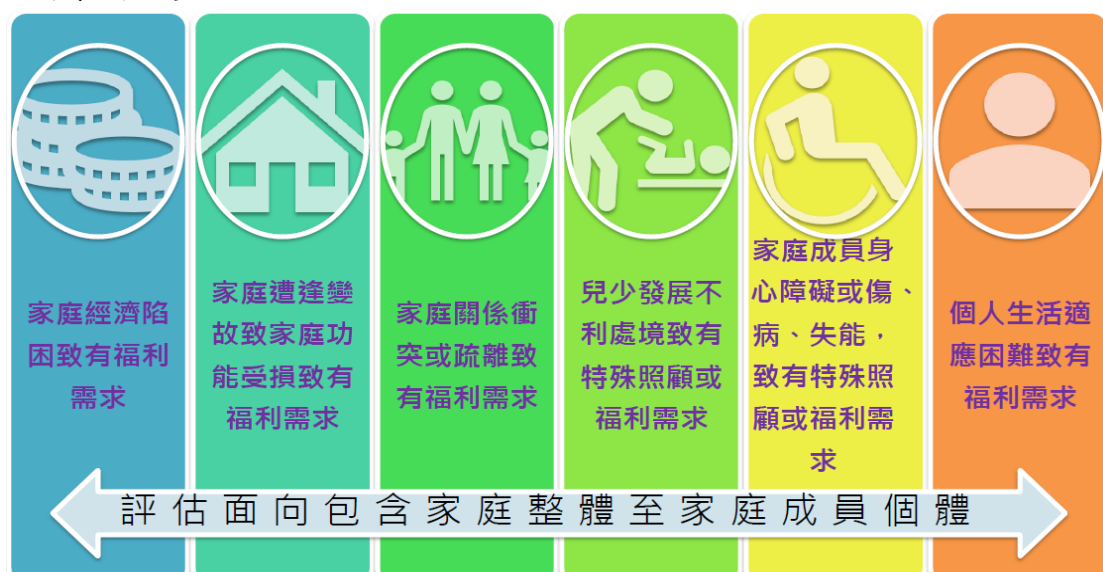 家庭經濟陷
困致有福利
需求
家庭遭逢變
故致家庭功
能受損致有
福利需求
家庭關係衝
突或疏離致
有福利需求
兒少發展不
利處境致有
特殊照顧或
福利需求
家庭成員身
心障礙或傷、
病、失能，
致有特殊照
顧或福利需
求
個人生活適
應困難致有
福利需求
評估面向包含家庭整體至家庭成員個體